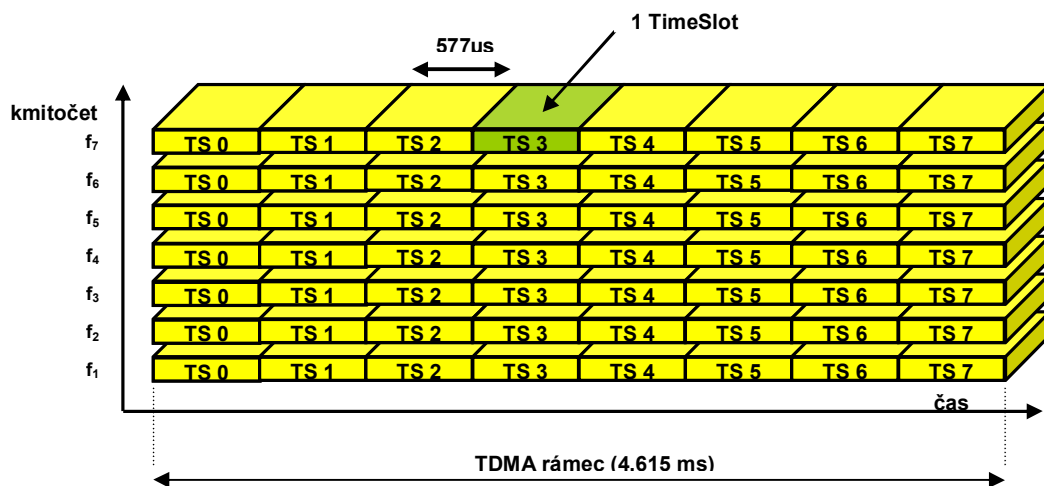 1 TimeSlot
577us
kmitočet
f₇ TS 0 TS 1 TS 2 TS 3 TS 4 TS 5 TS 6 TS 7
f₆ TS 0 TS 1 TS 2 TS 3 TS 4 TS 5 TS 6 TS 7
f₅ TS 0 TS 1 TS 2 TS 3 TS 4 TS 5 TS 6 TS 7
f₄ TS 0 TS 1 TS 2 TS 3 TS 4 TS 5 TS 6 TS 7
f₃ TS 0 TS 1 TS 2 TS 3 TS 4 TS 5 TS 6 TS 7
f₂ TS 0 TS 1 TS 2 TS 3 TS 4 TS 5 TS 6 TS 7
f₁ TS 0 TS 1 TS 2 TS 3 TS 4 TS 5 TS 6 TS 7
čas
TDMA rámec (4.615 ms)